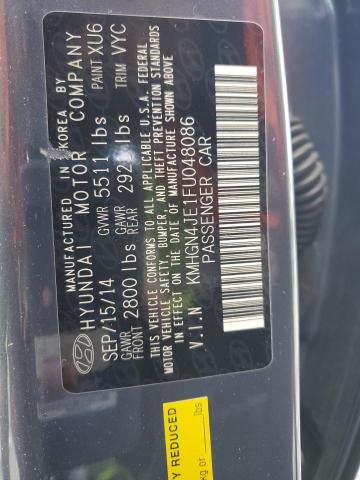 MANUFACTURED IN KOREA BY
HYUNDAI MOTOR COMPANY
SEP/15/14 GVWR 5511 lbs PAINT XU6
GAWR FRONT 2800 lbs GAWR REAR lbs TRIM VYC
THIS VEHICLE CONFORMS TO ALL APPLICABLE U.S.A. FEDERAL
MOTOR VEHICLE SAFETY, BUMPER, AND THEFT PREVENTION STANDARDS
IN EFFECT ON THE DATE OF MANUFACTURE SHOWN ABOVE
V.I.N KMHGN4JE1FU048086
PASSENGER CAR
Y REDUCED
kg or lbs